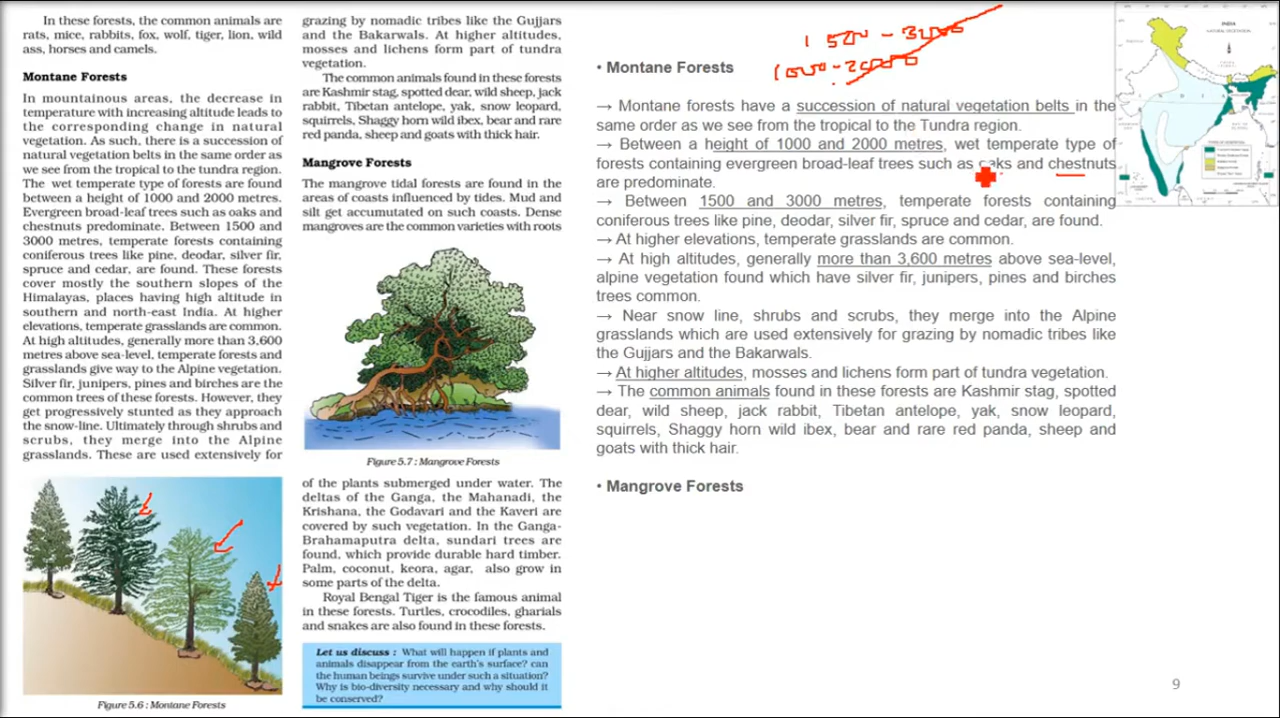 In these forests, the common animals are
rats, mice, rabbits, fox, wolf, tiger, lion, wild
ass, horses and camels.
Montane Forests
In mountainous areas, the decrease in
temperature with increasing altitude leads to
the corresponding change in natural
vegetation. As such, there is a succession of
natural vegetation belts in the same order as
we see from the tropical to the tundra region.
The wet temperate type of forests are found
between a height of 1000 and 2000 metres.
Evergreen broad-leaf trees such as oaks and
chestnuts predominate. Between 1500 and
3000 metres, temperate forests containing
coniferous trees like pine, deodar, silver fir,
spruce and cedar, are found. These forests
cover mostly the southern slopes of the
Himalayas, places having high altitude in
southern and north-east India. At higher
elevations, temperate grasslands are common.
At high altitudes, generally more than 3,600
metres above sea-level, temperate forests and
grasslands give way to the Alpine vegetation.
Silver fir, junipers, pines and birches are the
common trees of these forests. However, they
get progressively stunted as they approach
the snow-line. Ultimately through shrubs and
scrubs, they merge into the Alpine
grasslands. These are used extensively for
Figure 5.6 : Montane Forests
grazing by nomadic tribes like the Gujjars
and the Bakarwals. At higher altitudes,
mosses and lichens form part of tundra
vegetation.
The common animals found in these forests
are Kashmir stag, spotted dear, wild sheep, jack
rabbit, Tibetan antelope, yak, snow leopard,
squirrels, Shaggy horn wild ibex, bear and rare
red panda, sheep and goats with thick hair.
Mangrove Forests
The mangrove tidal forests are found in the
areas of coasts influenced by tides. Mud and
silt get accumutated on such coasts. Dense
mangroves are the common varieties with roots
Figure 5.7 : Mangrove Forests
of the plants submerged under water. The
deltas of the Ganga, the Mahanadi, the
Krishana, the Godavari and the Kaveri are
covered by such vegetation. In the Ganga-
Brahamaputra delta, sundari trees are
found, which provide durable hard timber.
Palm, coconut, keora, agar, also grow in
some parts of the delta.
Royal Bengal Tiger is the famous animal
in these forests. Turtles, crocodiles, gharials
and snakes are also found in these forests.
Let us discuss : What will happen if plants and
animals disappear from the earth's surface? can
the human beings survive under such a situation?
Why is bio-diversity necessary and why should it
be conserved?
1500 - 3000
1000 - 2000
• Montane Forests
→ Montane forests have a succession of natural vegetation belts in the
same order as we see from the tropical to the Tundra region.
→ Between a height of 1000 and 2000 metres, wet temperate type of
forests containing evergreen broad-leaf trees such as oaks and chestnuts
are predominate.
→ Between 1500 and 3000 metres, temperate forests containing
coniferous trees like pine, deodar, silver fir, spruce and cedar, are found.
→ At higher elevations, temperate grasslands are common.
→ At high altitudes, generally more than 3,600 metres above sea-level,
alpine vegetation found which have silver fir, junipers, pines and birches
trees common.
→ Near snow line, shrubs and scrubs, they merge into the Alpine
grasslands which are used extensively for grazing by nomadic tribes like
the Gujjars and the Bakarwals.
→ At higher altitudes, mosses and lichens form part of tundra vegetation.
→ The common animals found in these forests are Kashmir stag, spotted
dear, wild sheep, jack rabbit, Tibetan antelope, yak, snow leopard,
squirrels, Shaggy horn wild ibex, bear and rare red panda, sheep and
goats with thick hair.
• Mangrove Forests
INDIA
NATURAL VEGETATION
9